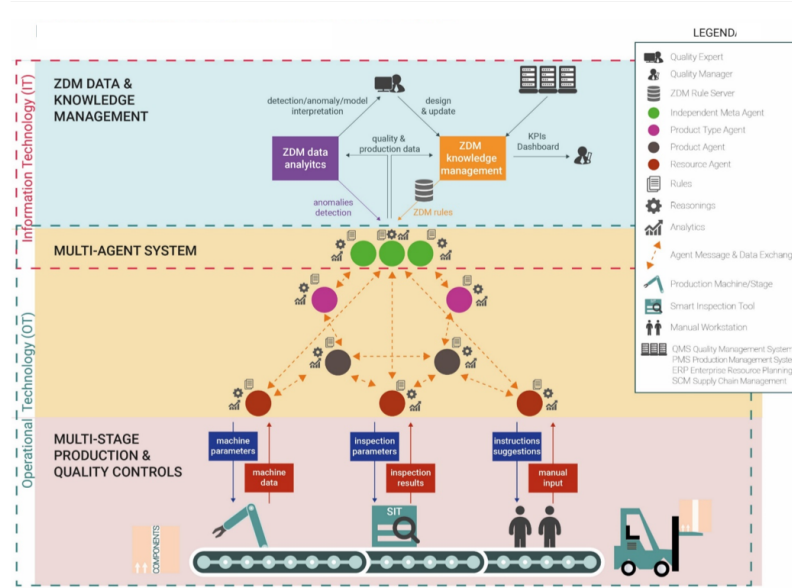 LEGEND
Quality Expert
Quality Manager
ZDM Rule Server
Independent Meta Agent
Product Type Agent
Product Agent
Resource Agent
Rules
Reasonings
Analytics
Agent Message & Data Exchang
Production Machine/Stage
Smart Inspection Tool
Manual Workstation
QMS Quality Management System
PMS Production Management Syste
ERP Enterprise Resource Planning
SCM Supply Chain Management
Information Technology (IT)
Operational Technology (OT)
ZDM DATA &
KNOWLEDGE
MANAGEMENT
detection/anomaly/model
interpretation
design
& update
ZDM data
analyitcs
quality &
production data
ZDM
knowledge
management
KPIs
Dashboard
anomalies
detection
ZDM rules
MULTI-AGENT SYSTEM
MULTI-STAGE
PRODUCTION &
QUALITY CONTROLS
machine
parameters
machine
data
inspection
parameters
inspection
results
instructions
suggestions
manual
input
SIT
COMPONENTS